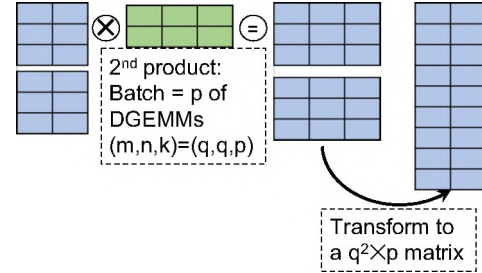 ⊗
=
2nd product:
Batch = p of
DGEMMs
(m,n,k)=(q,q,p)
Transform to
a q²×p matrix